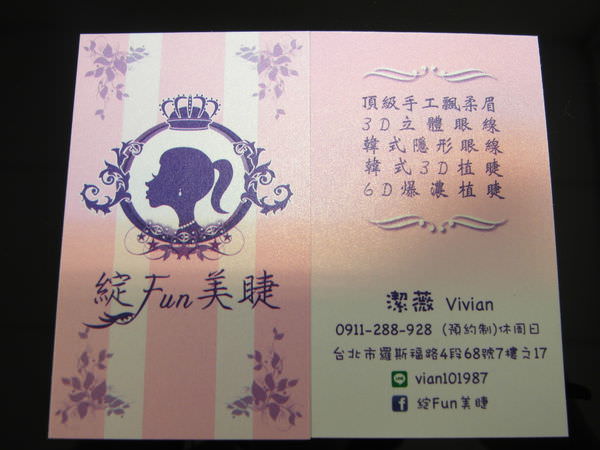 綻Fun美睫
頂級手工飄柔眉
3D立體眼線
韓式隱形眼線
韓式3D植睫
6D爆濃植睫
潔薇 Vivian
0911-288-928 (預約制)休周日
台北市羅斯福路4段68號7樓之17
LINE vian101987
f 綻Fun美睫